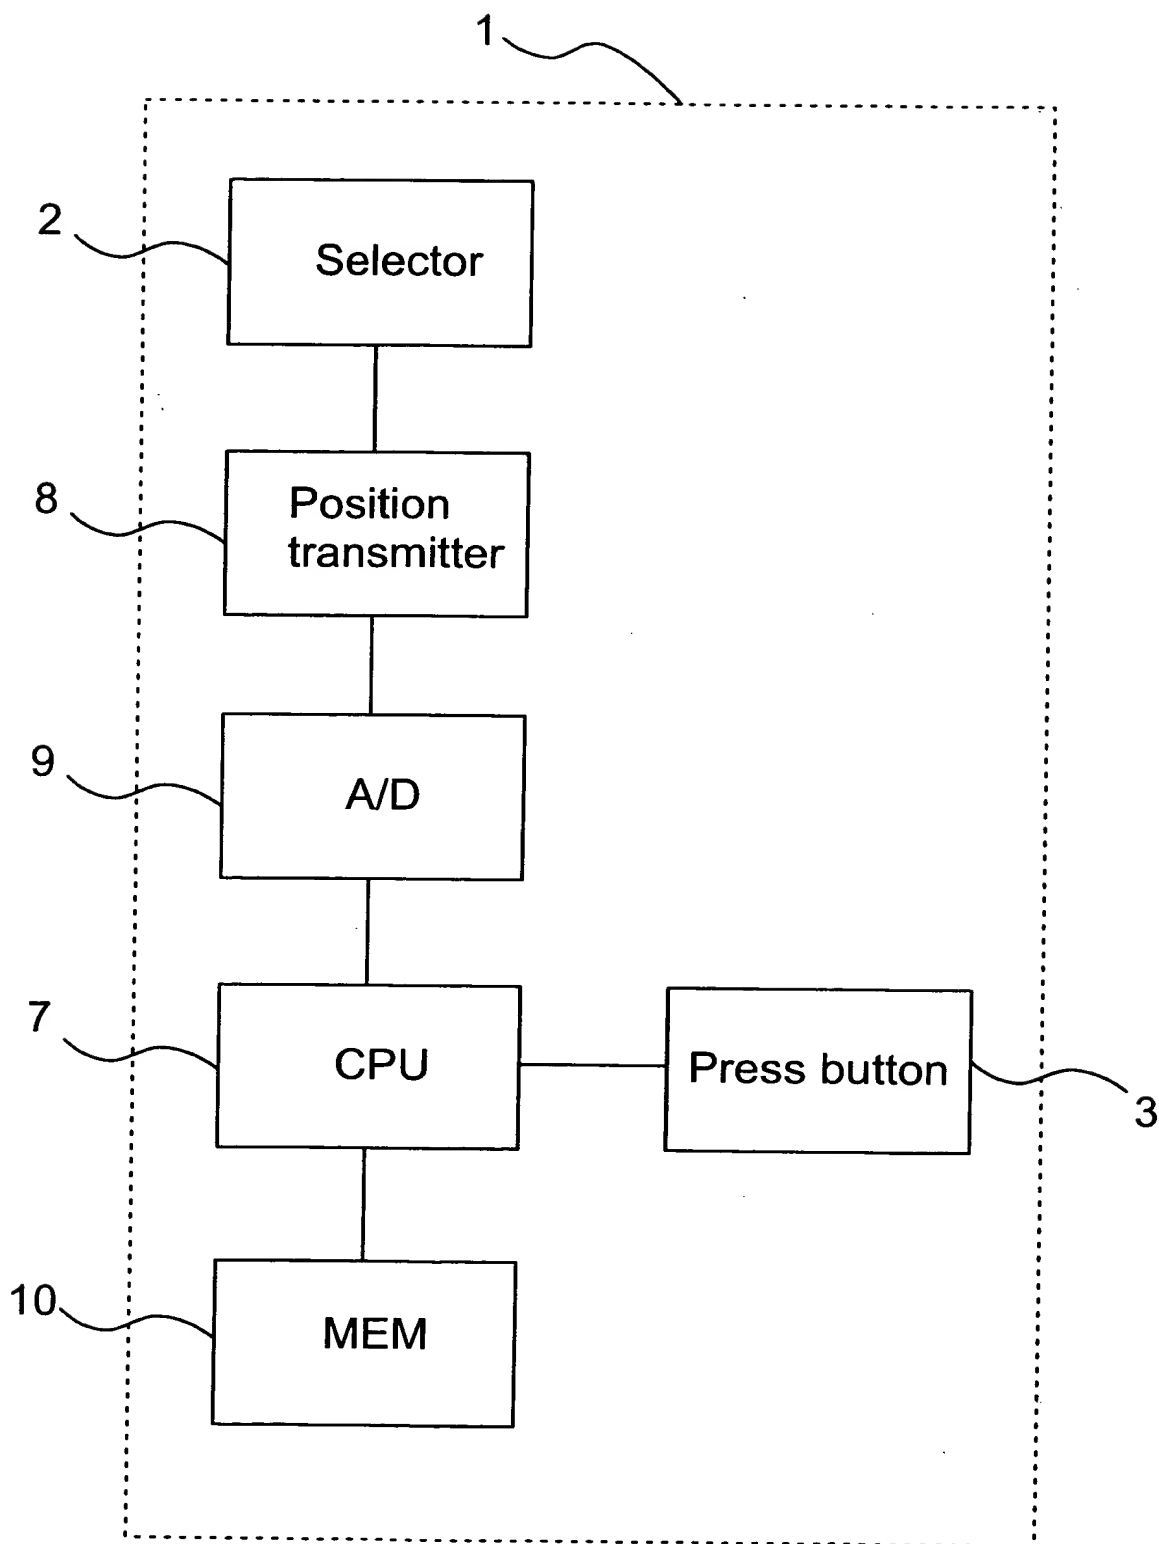 1
2
Selector
8
Position
transmitter
9
A/D
7
CPU
Press button
3
10
MEM